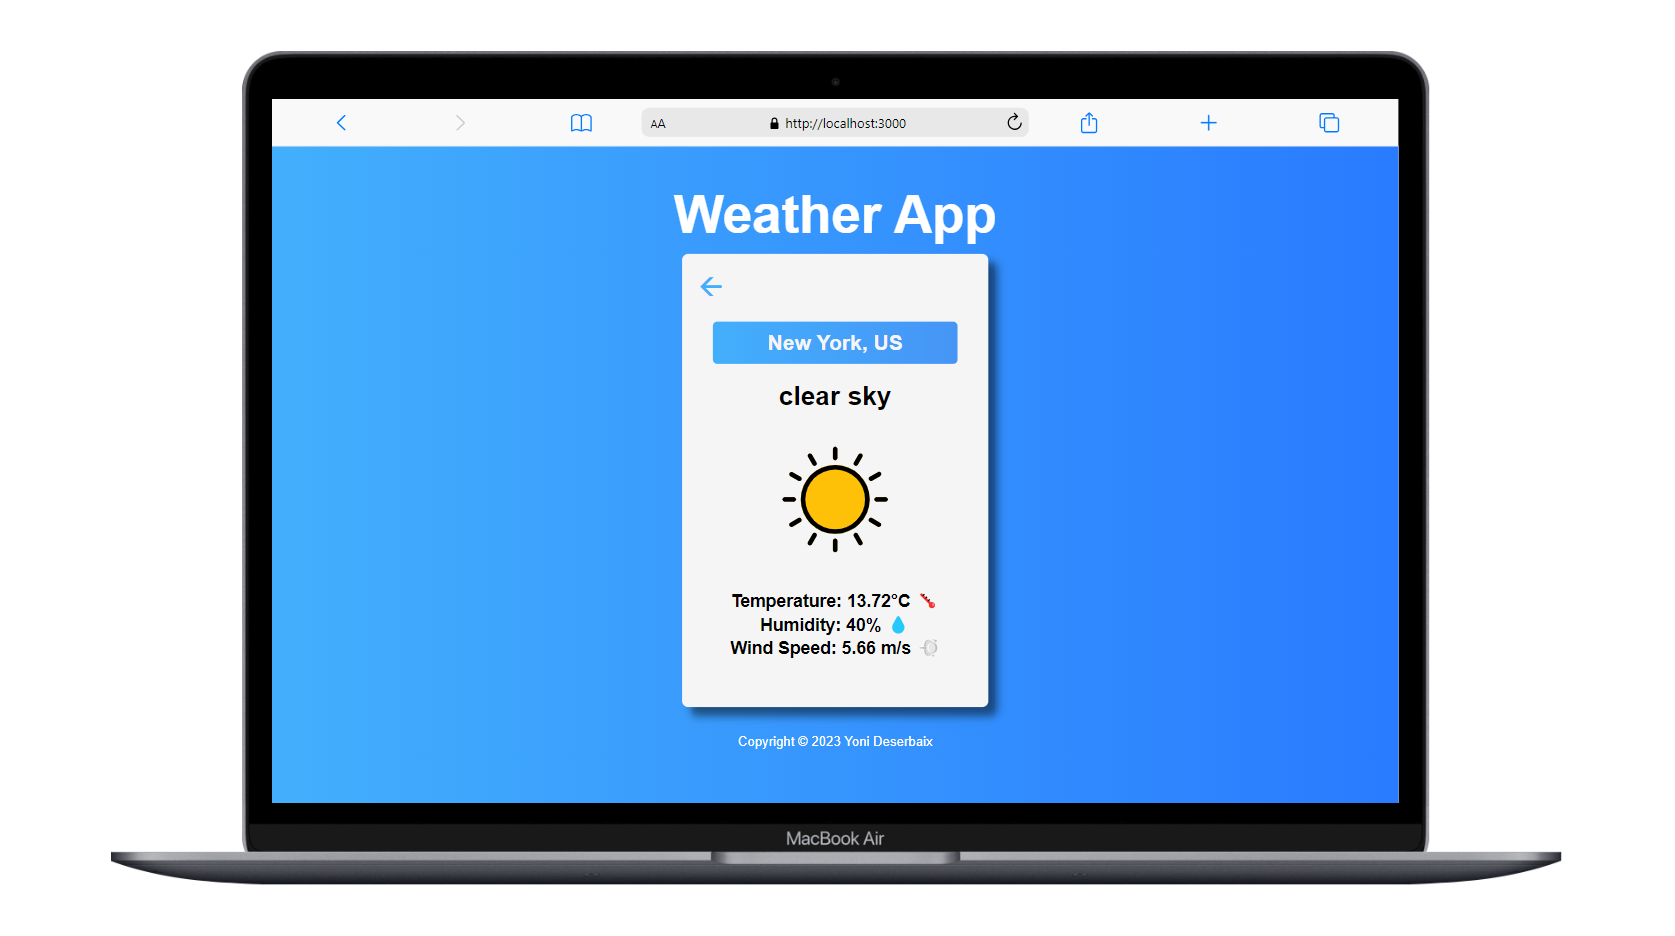 AA http://localhost:3000
Weather App
New York, US
clear sky
Temperature: 13.72°C
Humidity: 40%
Wind Speed: 5.66 m/s
Copyright © 2023 Yoni Deserbaix
MacBook Air